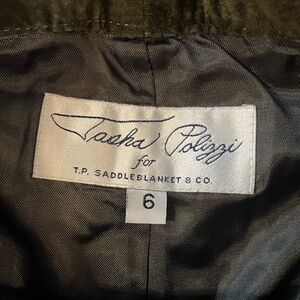 Tasha Polizzi
for
T.P. SADDLEBLANKET & CO.
6